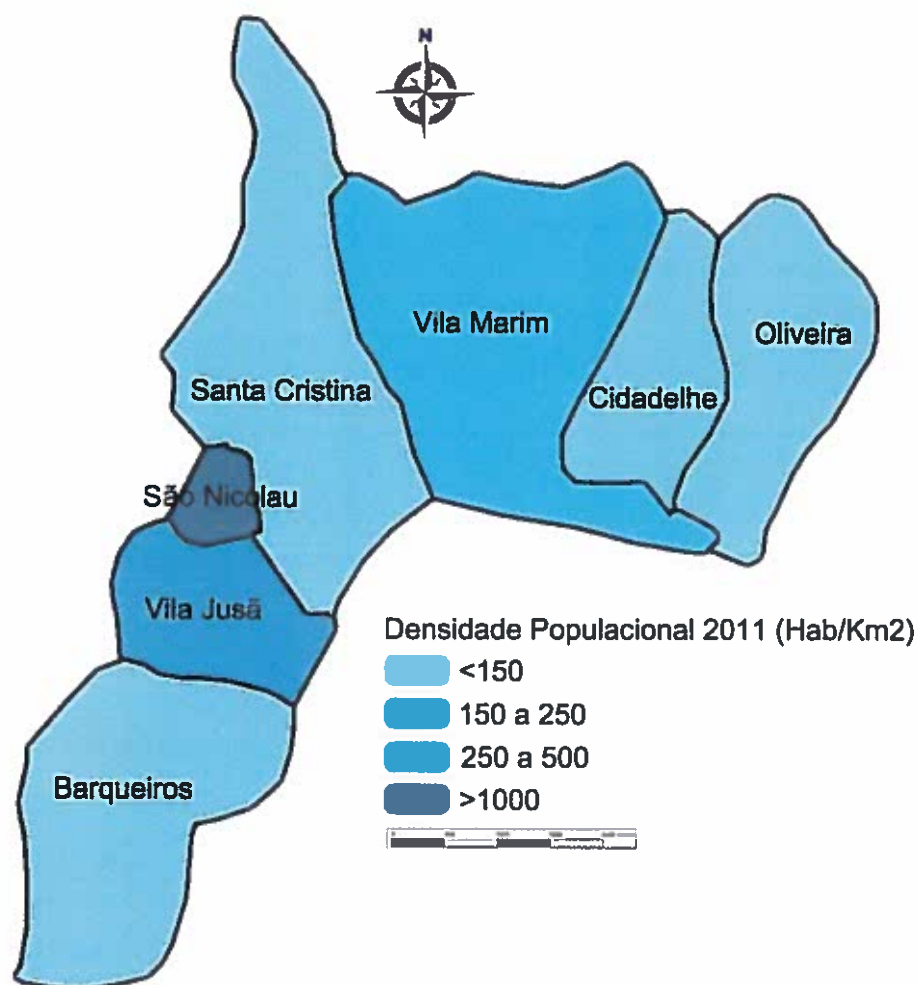 N
Vila Marim
Oliveira
Santa Cristina
Cidadelhe
São Nicolau
Vila Jusã
Densidade Populacional 2011 (Hab/Km2)
<150
150 a 250
250 a 500
>1000
Barqueiros